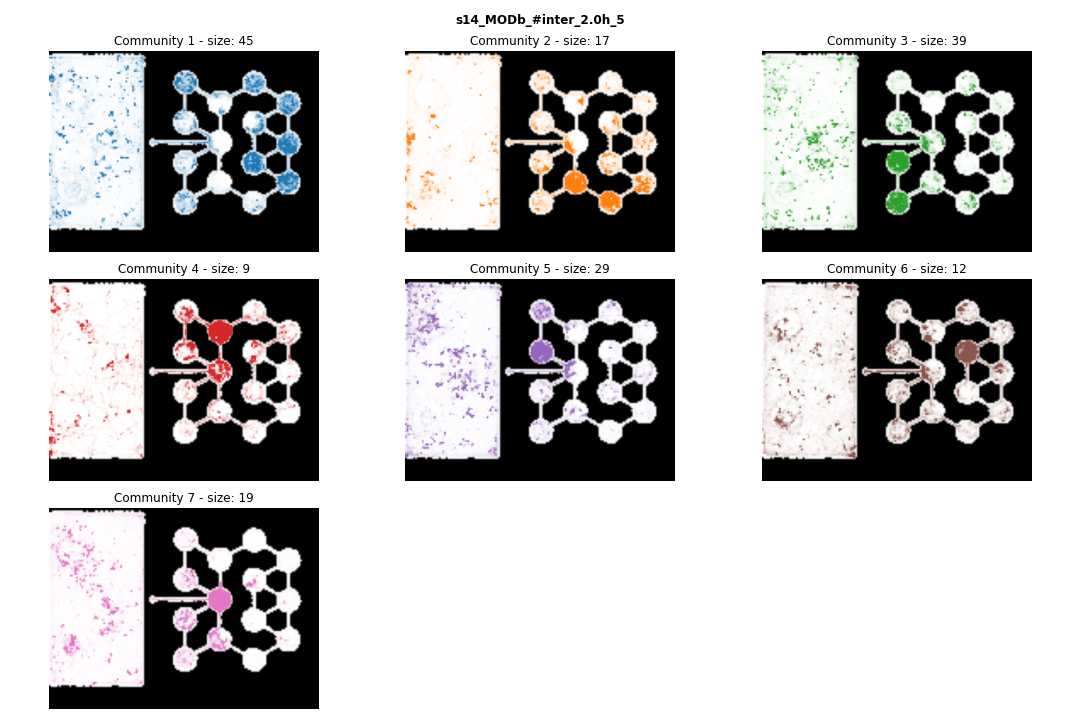 s14_MODb_#inter_2.0h_5
Community 1 - size: 45
Community 2 - size: 17
Community 3 - size: 39
Community 4 - size: 9
Community 5 - size: 29
Community 6 - size: 12
Community 7 - size: 19